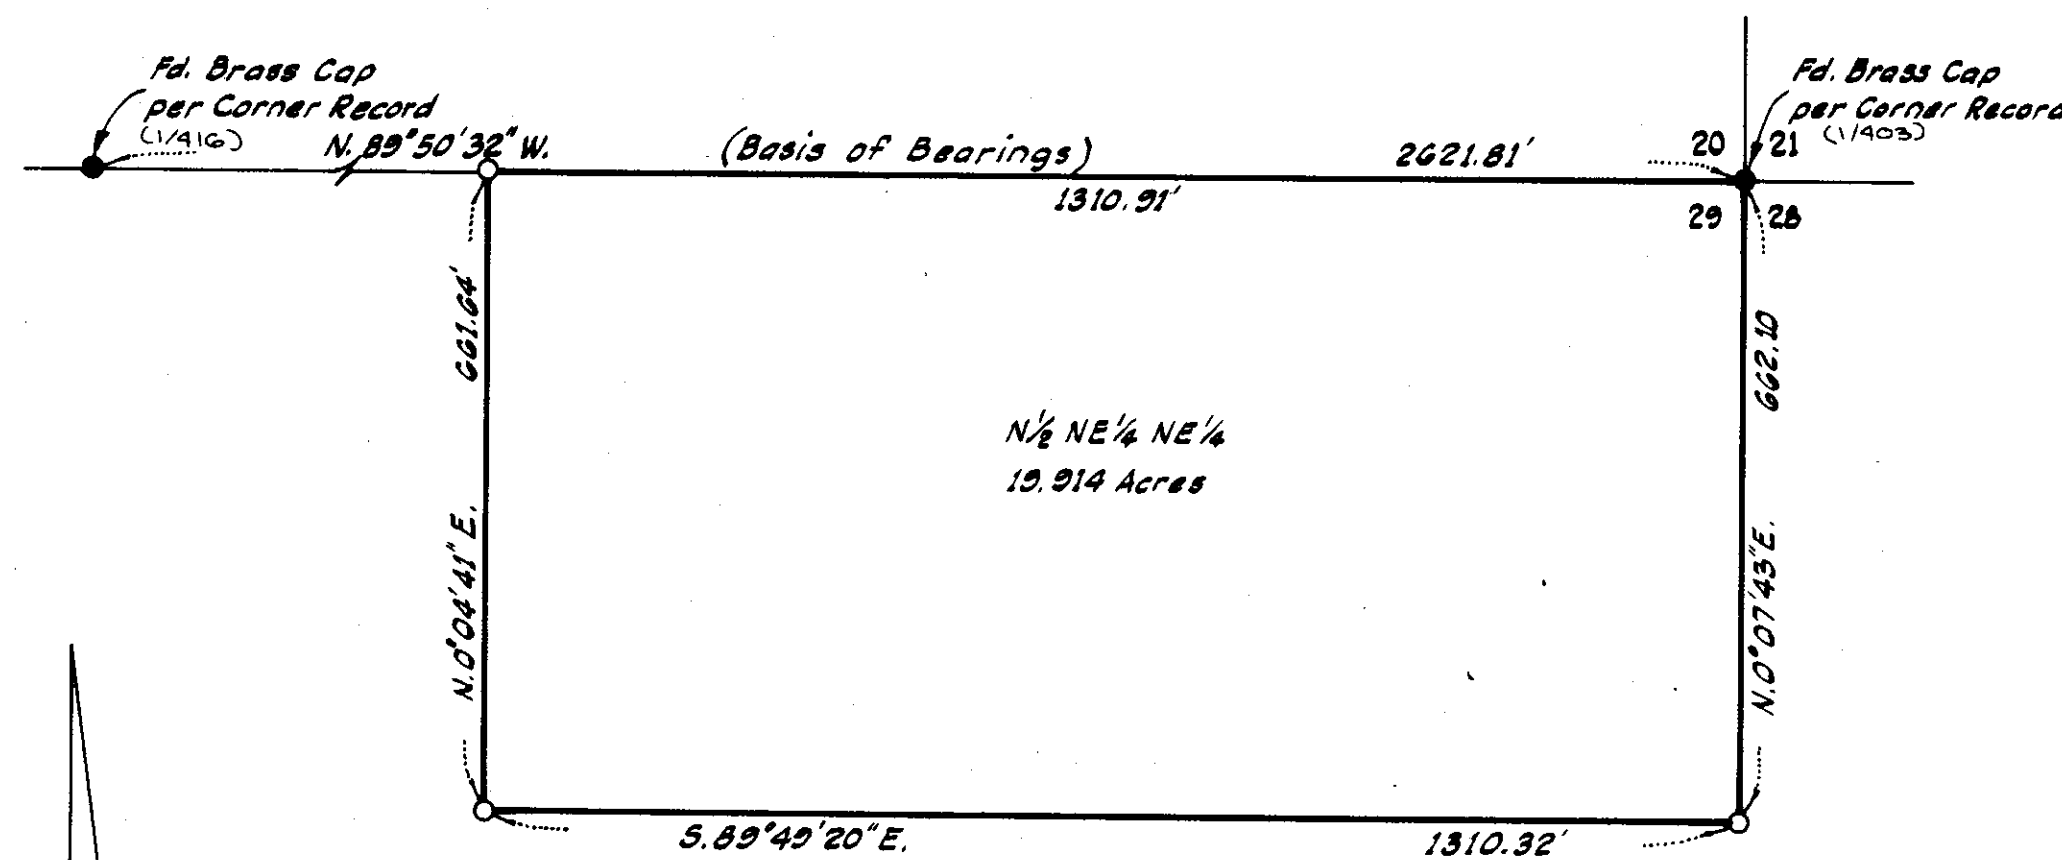 Fd. Brass Cap
per Corner Record
(1/416)
Fd. Brass Cap
per Corner Record
(1/403)
N. 89°50'32" W.
(Basis of Bearings)
2621.81'
20
21
1310.91'
29
28
661.64'
N.0°04'41" E.
662.10
N.0°07'43"E.
N½ NE¼ NE¼
19.914 Acres
S.89°49'20"E.
1310.32'